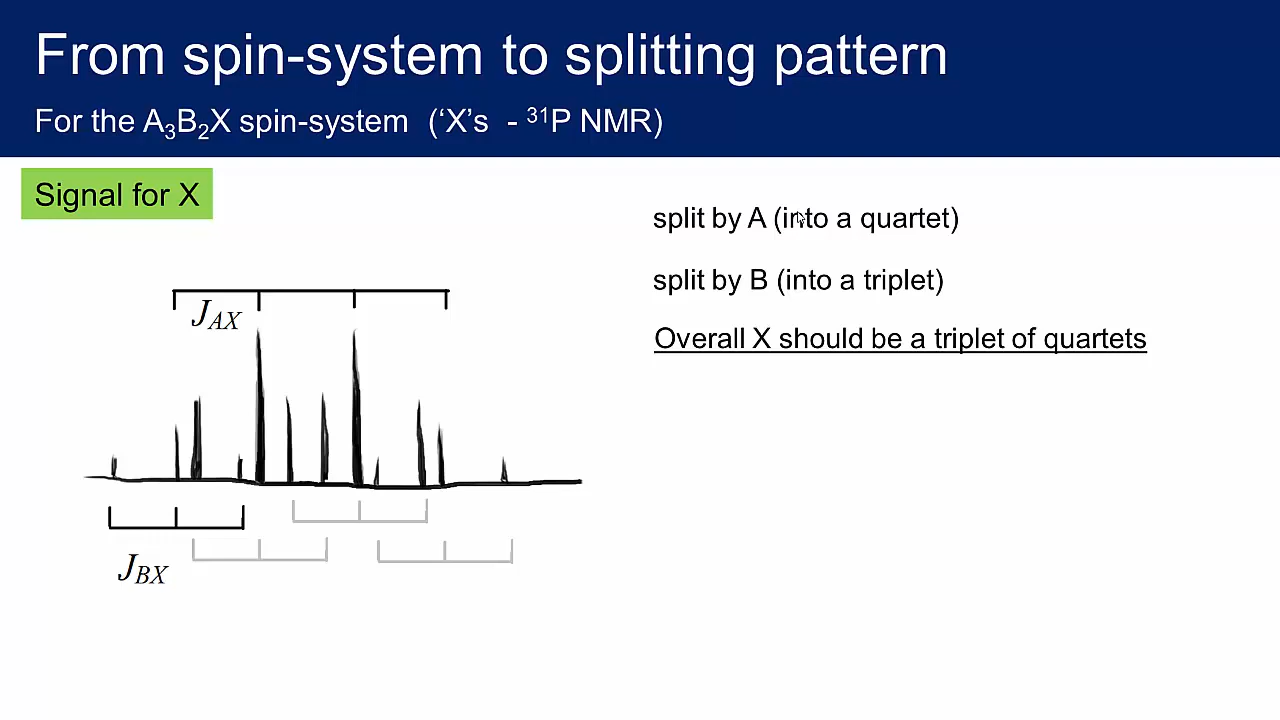 From spin-system to splitting pattern
For the A₃B₂X spin-system (‘X’s - ³¹P NMR)
Signal for X
split by A (into a quartet)
split by B (into a triplet)
Overall X should be a triplet of quartets
J_AX
J_BX